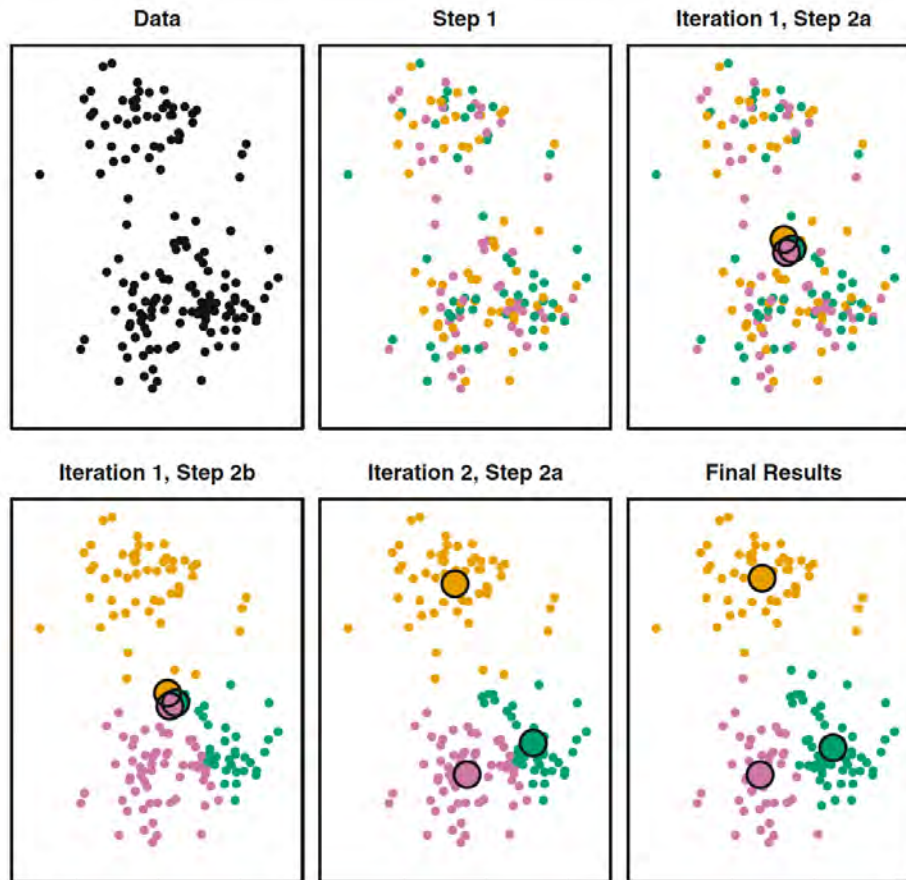 Data
Step 1
Iteration 1, Step 2a
Iteration 1, Step 2b
Iteration 2, Step 2a
Final Results